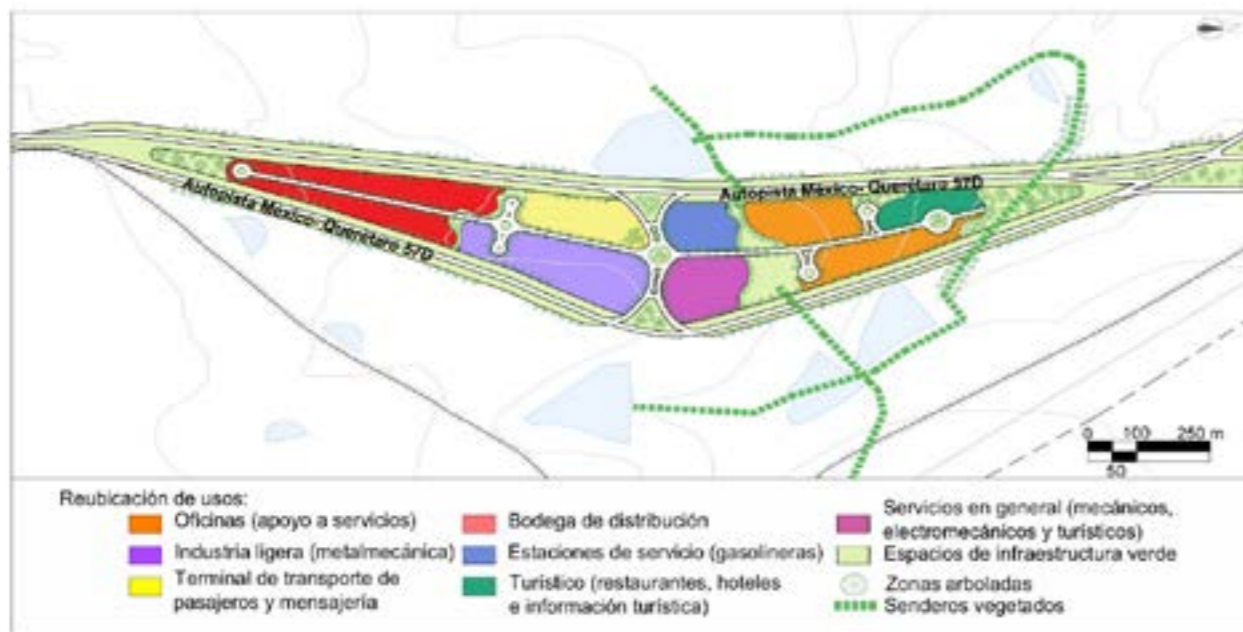 Autopista México- Querétaro 57D
Autopista México- Querétaro 57D
0 100 250 m
50
Reubicación de usos:
Oficinas (apoyo a servicios)
Industria ligera (metalmecánica)
Terminal de transporte de
pasajeros y mensajería
Bodega de distribución
Estaciones de servicio (gasolineras)
Turístico (restaurantes, hoteles
e información turística)
Servicios en general (mecánicos,
electromecánicos y turísticos)
Espacios de infraestructura verde
Zonas arboladas
Senderos vegetados